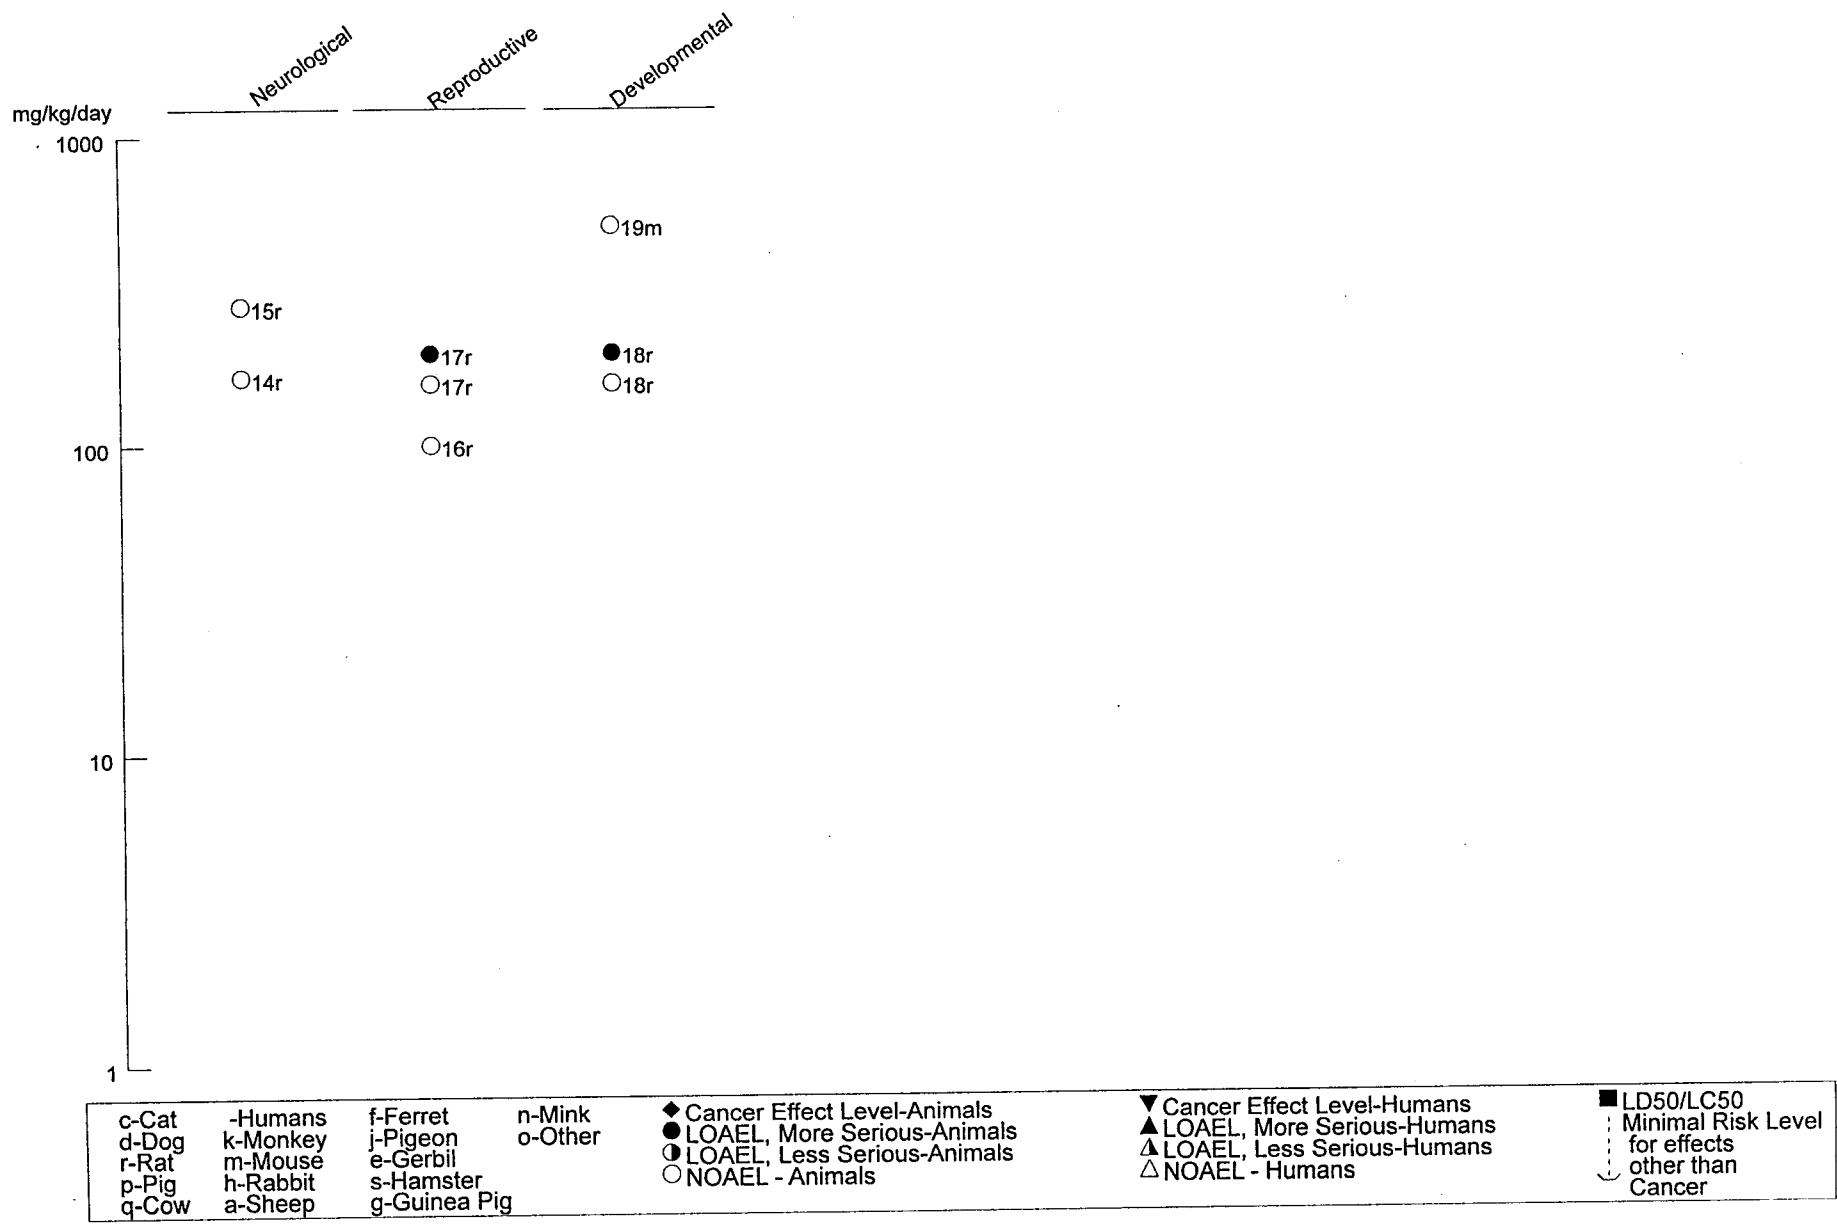 Neurological
Reproductive
Developmental
mg/kg/day
1000
19m
15r
17r
18r
14r
17r
18r
16r
100
10
1
c-Cat
d-Dog
r-Rat
p-Pig
q-Cow
-Humans
k-Monkey
m-Mouse
h-Rabbit
a-Sheep
f-Ferret
j-Pigeon
e-Gerbil
s-Hamster
g-Guinea Pig
n-Mink
o-Other
Cancer Effect Level-Animals
LOAEL, More Serious-Animals
LOAEL, Less Serious-Animals
NOAEL - Animals
Cancer Effect Level-Humans
LOAEL, More Serious-Humans
LOAEL, Less Serious-Humans
NOAEL - Humans
LD50/LC50
Minimal Risk Level
for effects
other than
Cancer